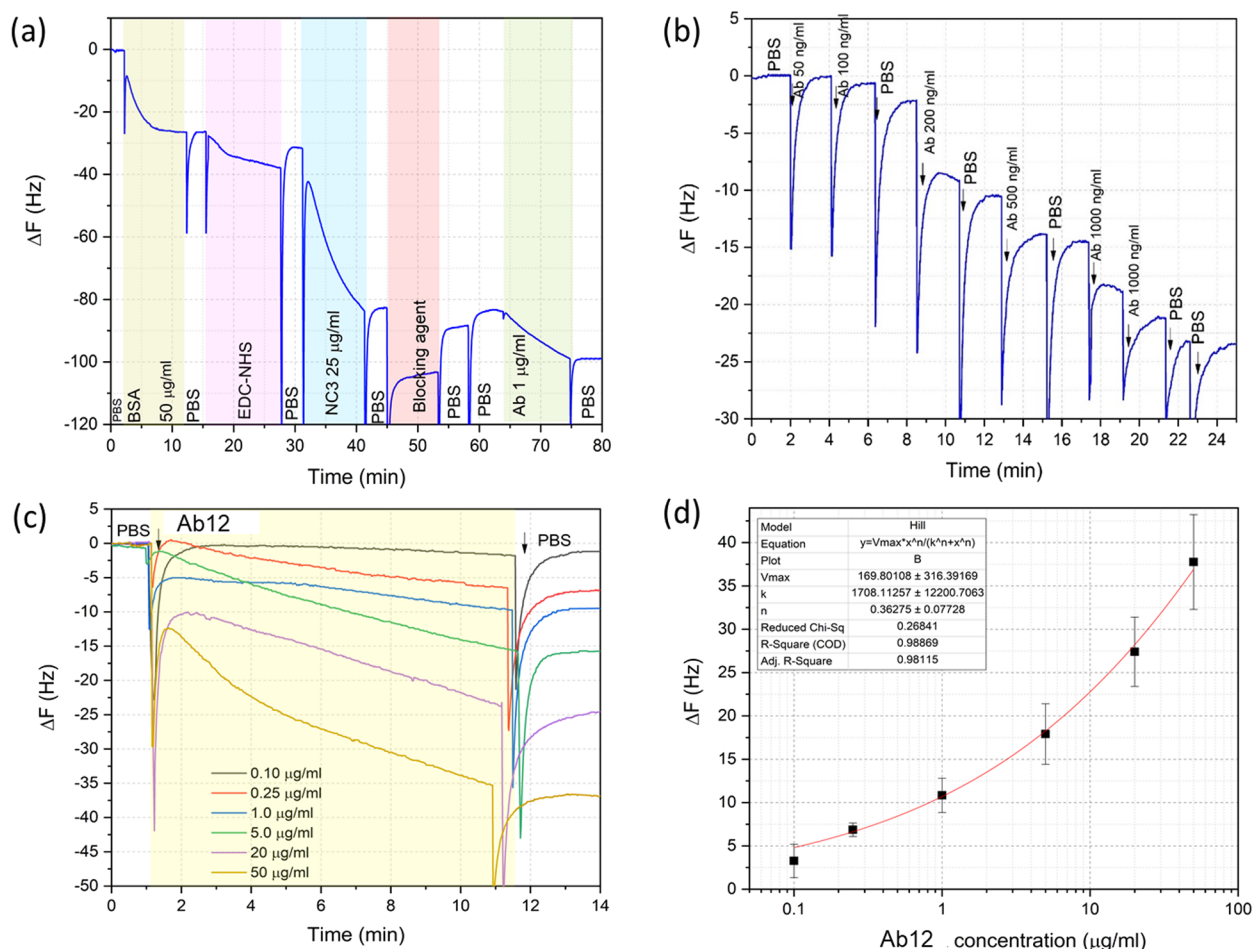 (a)
0
-20
-40
-60
-80
-100
-120
ΔF (Hz)
PBS
BSA
50 μg/ml
PBS
EDC-NHS
PBS
NC3 25 μg/ml
PBS
Blocking agent
PBS
PBS
Ab 1 μg/ml
PBS
0 10 20 30 40 50 60 70 80
Time (min)
(b)
5
0
-5
-10
-15
-20
-25
-30
ΔF (Hz)
PBS
Ab 50 ng/ml
Ab 100 ng/ml
PBS
Ab 200 ng/ml
PBS
Ab 500 ng/ml
PBS
Ab 1000 ng/ml
Ab 1000 ng/ml
PBS
PBS
0 2 4 6 8 10 12 14 16 18 20 22 24
Time (min)
(c)
5
0
-5
-10
-15
-20
-25
-30
-35
-40
-45
-50
ΔF (Hz)
PBS
Ab12
PBS
0.10 μg/ml
0.25 μg/ml
1.0 μg/ml
5.0 μg/ml
20 μg/ml
50 μg/ml
0 2 4 6 8 10 12 14
Time (min)
(d)
40
35
30
25
20
15
10
5
0
ΔF (Hz)
Model Hill
Equation y=Vmax*x^n/(k^n+x^n)
Plot B
Vmax 169.80108 ± 316.39169
k 1708.11257 ± 12200.7063
n 0.36275 ± 0.07728
Reduced Chi-Sq 0.26841
R-Square (COD) 0.98869
Adj. R-Square 0.98115
0.1 1 10 100
Ab12 concentration (μg/ml)